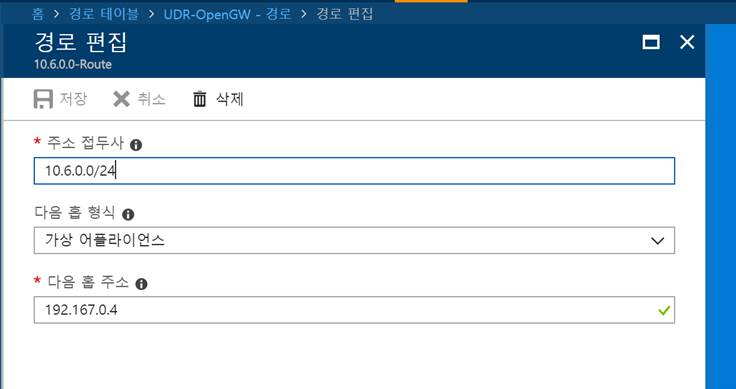 홈 > 경로 테이블 > UDR-OpenGW - 경로 > 경로 편집
경로 편집
10.6.0.0-Route
저장 취소 삭제
* 주소 접두사
10.6.0.0/24
다음 홉 형식
가상 어플라이언스
* 다음 홉 주소
192.167.0.4